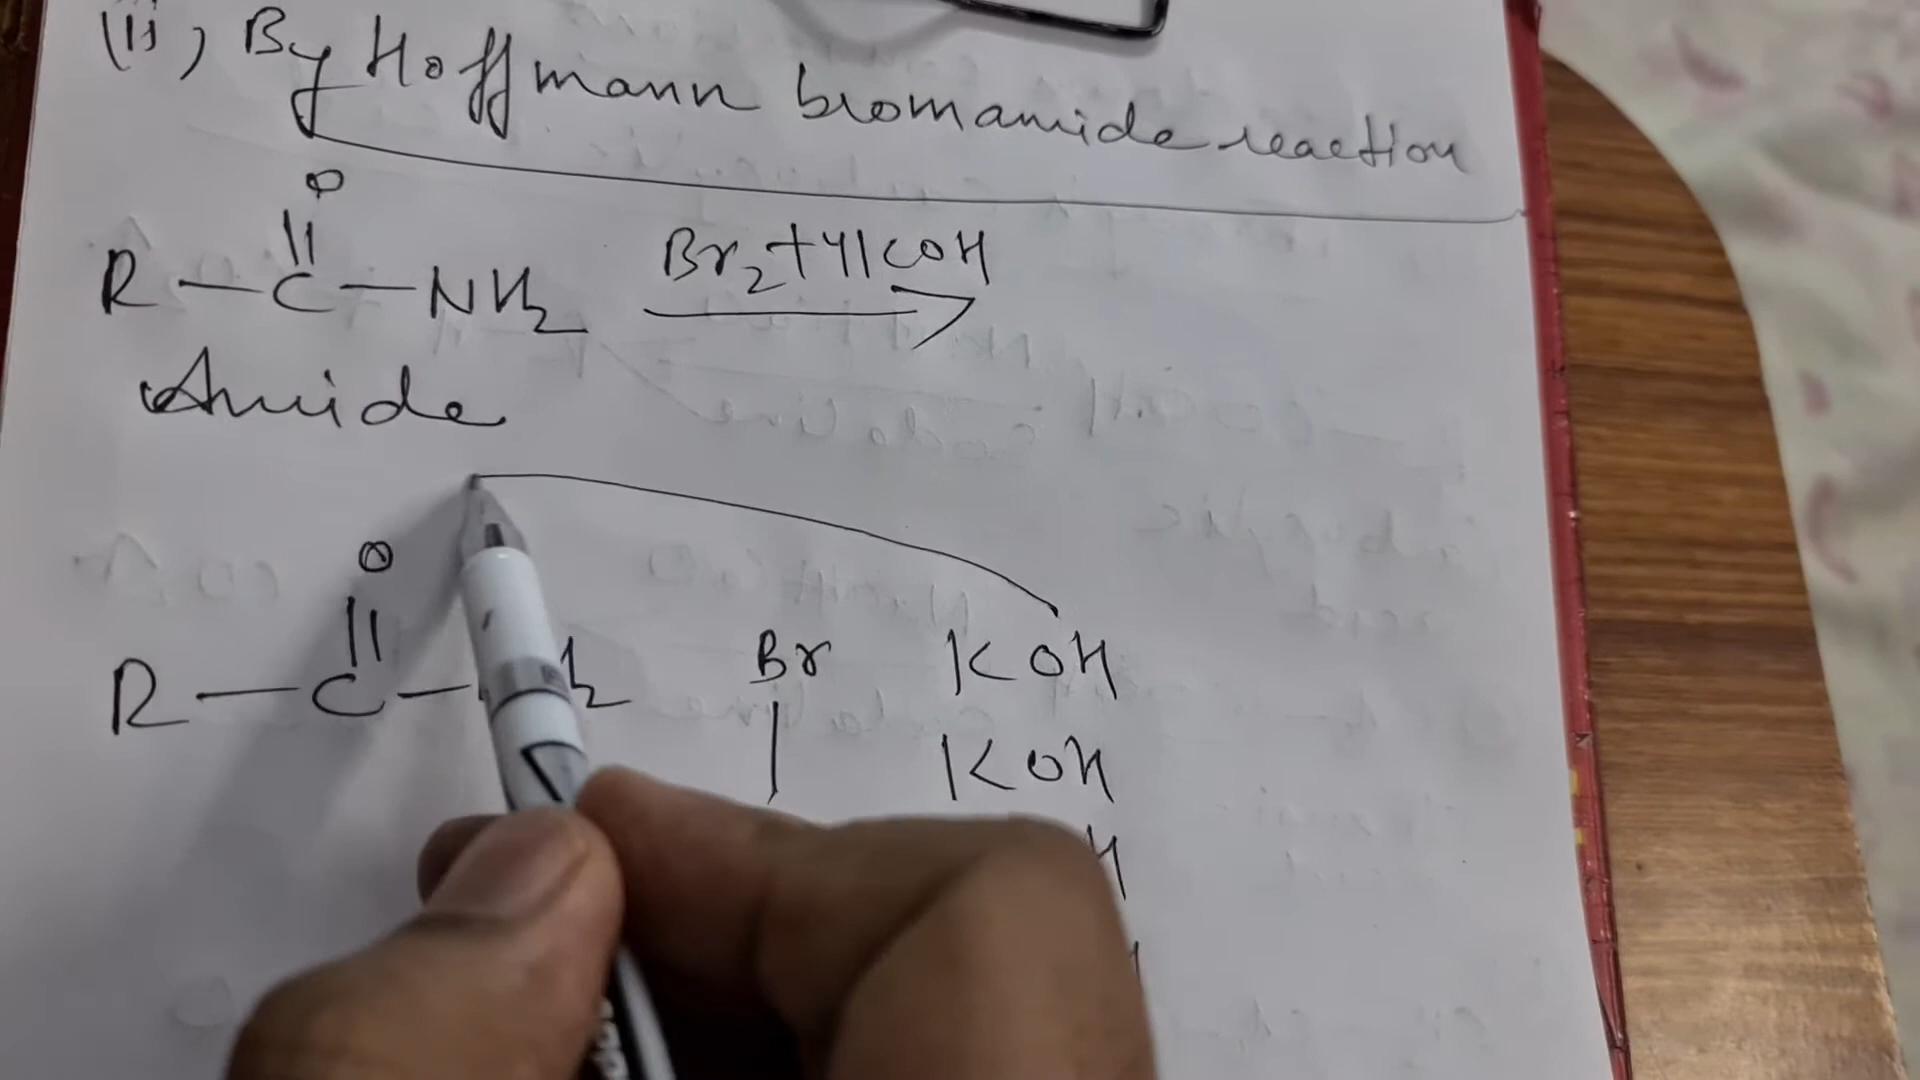 (ii), By Hoffmann bromamide reaction
O
||
R — C — NH2 Br2 + 4KOH
Amide
O
||
R — C — Br KOH
| KOH